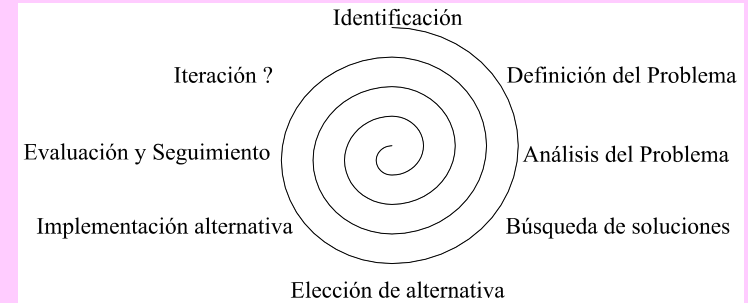 Identificación
Iteración ?
Definición del Problema
Evaluación y Seguimiento
Análisis del Problema
Implementación alternativa
Búsqueda de soluciones
Elección de alternativa